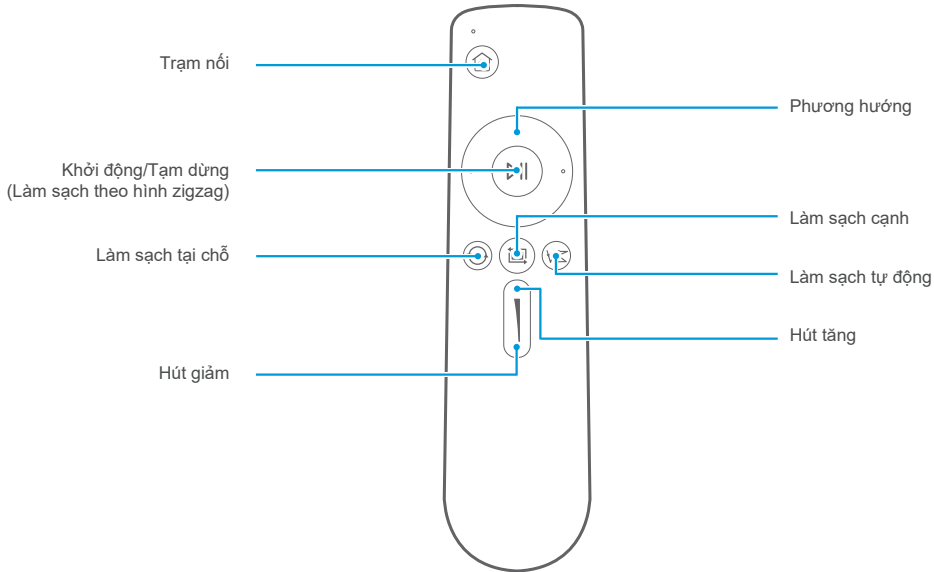 Trạm nối
Phương hướng
Khởi động/Tạm dừng
(Làm sạch theo hình zigzag)
Làm sạch cạnh
Làm sạch tại chỗ
Làm sạch tự động
Hút tăng
Hút giảm